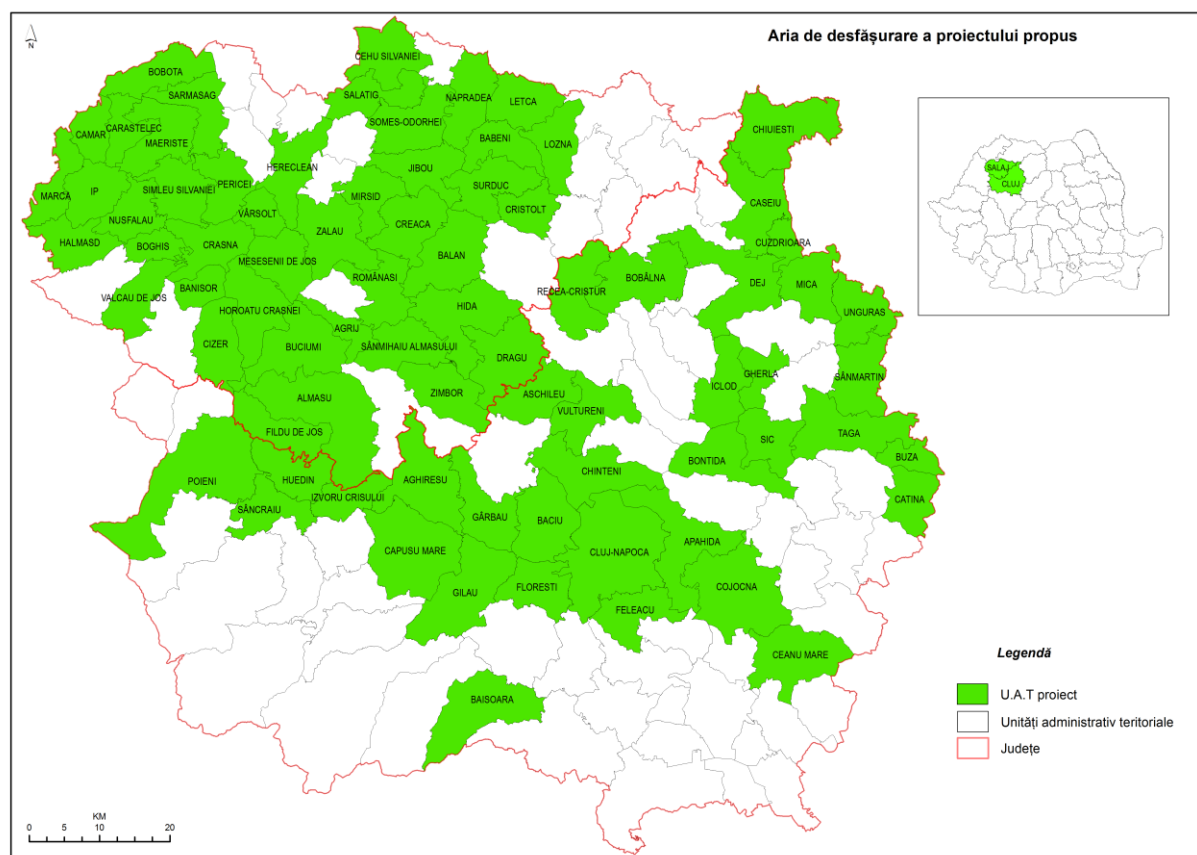 Aria de desfășurare a proiectului propus
N
CEHU SILVANIEI
BOBOTA
SARMASAG
SALATIG
NAPRADEA
LETCA
SOMES-ODORHEI
CAMAR
CARASTELEC
MAERISTE
BABENI
LOZNA
HERECLEAN
JIBOU
MARCA
IP
SIMLEU SILVANIEI
PERICEI
MIRSID
SURDUC
CRISTOLT
NUSFALAU
VÂRSOLT
ZALAU
CREACA
HALMASD
BOGHIS
CRASNA
MESESENII DE JOS
BALAN
VALCAU DE JOS
BANISOR
ROMÂNASI
HOROATU CRASNEI
HIDA
AGRIJ
CIZER
BUCIUMI
SÂNMIHAIU ALMASULUI
DRAGU
ALMASU
ZIMBOR
FILDU DE JOS
CHIUIESTI
CASEIU
CUZDRIOARA
RECEA-CRISTUR
BOBÂLNA
DEJ
MICA
UNGURAS
ICLOD
GHERLA
SÂNMARTIN
ASCHILEU
VULTURENI
TAGA
SIC
BONTIDA
BUZA
CATINA
POIENI
HUEDIN
IZVORU CRISULUI
SÂNCRAIU
AGHIRESU
CHINTENI
GÂRBAU
BACIU
CAPUSU MARE
CLUJ-NAPOCA
APAHIDA
GILAU
FLORESTI
COJOCNA
FELEACU
CEANU MARE
BAISOARA
SALAJ
CLUJ
Legendă
U.A.T proiect
Unități administrativ teritoriale
Județe
KM
0 5 10 20